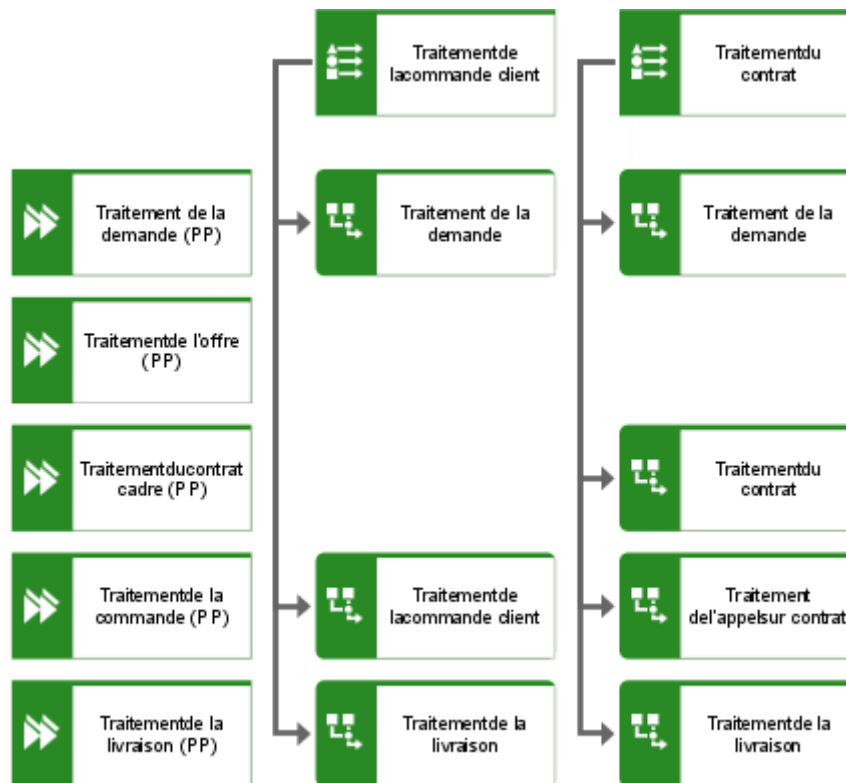 Traitementde
lacommande client
Traitementdu
contrat
Traitement de la
demande (PP)
Traitement de la
demande
Traitement de la
demande
Traitementde l'offre
(PP)
Traitementducontrat
cadre (PP)
Traitementdu
contrat
Traitementde la
commande (PP)
Traitementde
lacommande client
Traitement
del'appelsur contrat
Traitementde la
livraison (PP)
Traitementde la
livraison
Traitementde la
livraison